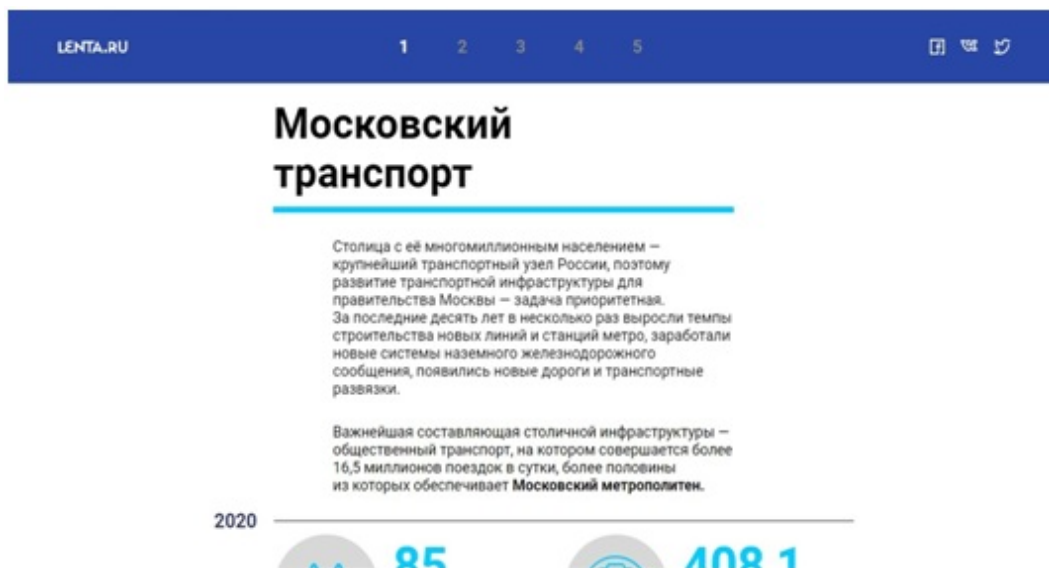 LENTA.RU
1 2 3 4 5
Московский
транспорт
Столица с её многомиллионным населением —
крупнейший транспортный узел России, поэтому
развитие транспортной инфраструктуры для
правительства Москвы — задача приоритетная.
За последние десять лет в несколько раз выросли темпы
строительства новых линий и станций метро, заработали
новые системы наземного железнодорожного
сообщения, появились новые дороги и транспортные
развязки.
Важнейшая составляющая столичной инфраструктуры —
общественный транспорт, на котором совершается более
16,5 миллионов поездок в сутки, более половины
из которых обеспечивает Московский метрополитен.
2020
85 408,1